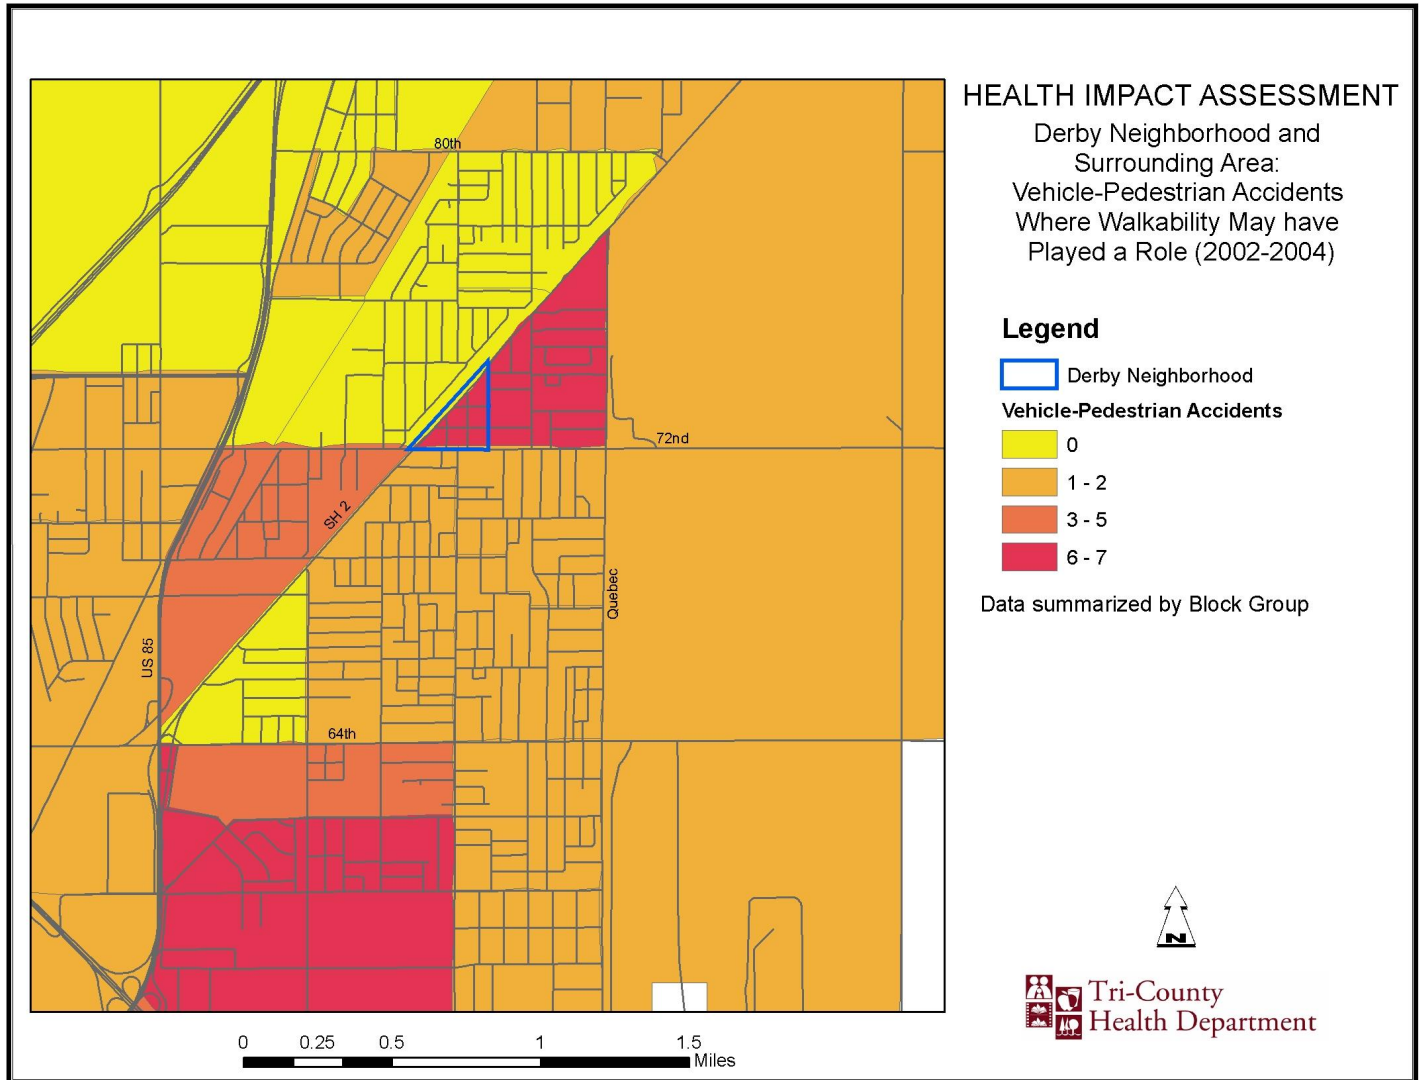 HEALTH IMPACT ASSESSMENT
Derby Neighborhood and
Surrounding Area:
Vehicle-Pedestrian Accidents
Where Walkability May have
Played a Role (2002-2004)
Legend
Derby Neighborhood
Vehicle-Pedestrian Accidents
0
1 - 2
3 - 5
6 - 7
Data summarized by Block Group
80th
72nd
SH 2
Quebec
US 85
64th
N
Tri-County
Health Department
0 0.25 0.5 1 1.5
Miles